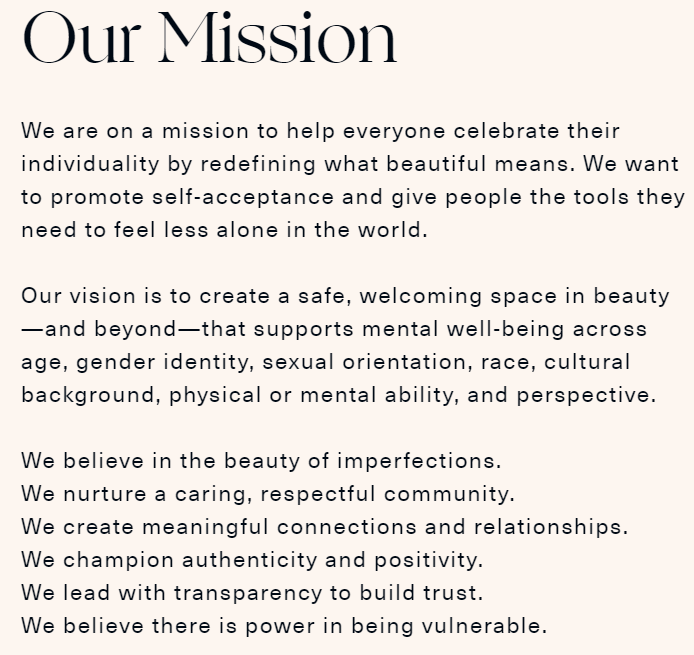 Our Mission
We are on a mission to help everyone celebrate their
individuality by redefining what beautiful means. We want
to promote self-acceptance and give people the tools they
need to feel less alone in the world.
Our vision is to create a safe, welcoming space in beauty
—and beyond—that supports mental well-being across
age, gender identity, sexual orientation, race, cultural
background, physical or mental ability, and perspective.
We believe in the beauty of imperfections.
We nurture a caring, respectful community.
We create meaningful connections and relationships.
We champion authenticity and positivity.
We lead with transparency to build trust.
We believe there is power in being vulnerable.